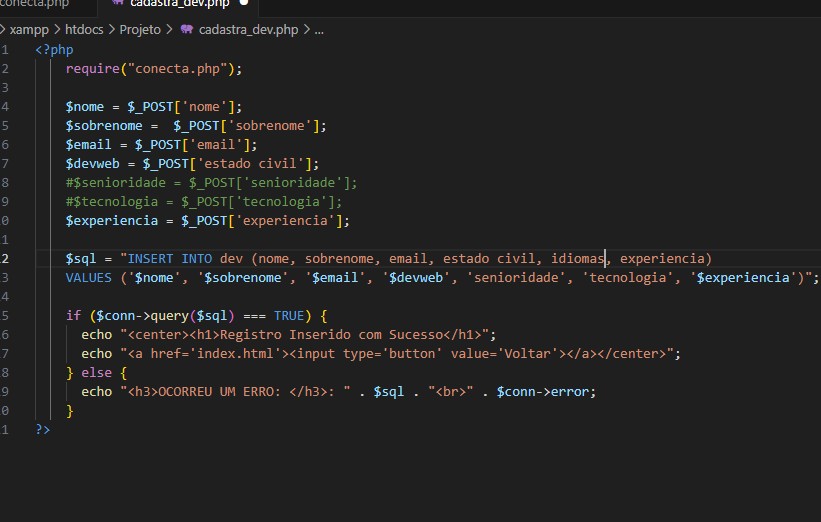 conecta.php cadastra_dev.php
xampp > htdocs > Projeto > cadastra_dev.php > ...
1 <?php
2 require("conecta.php");
3
4 $nome = $_POST['nome'];
5 $sobrenome =  $_POST['sobrenome'];
6 $email = $_POST['email'];
7 $devweb = $_POST['estado civil'];
8 #$senioridade = $_POST['senioridade'];
9 #$tecnologia = $_POST['tecnologia'];
0 $experiencia = $_POST['experiencia'];
1
2 $sql = "INSERT INTO dev (nome, sobrenome, email, estado civil, idiomas, experiencia)
3 VALUES ('$nome', '$sobrenome', '$email', '$devweb', 'senioridade', 'tecnologia', '$experiencia')";
4
5 if ($conn->query($sql) === TRUE) {
6 echo "<center><h1>Registro Inserido com Sucesso</h1>";
7 echo "<a href='index.html'><input type='button' value='Voltar'></a></center>";
8 } else {
9 echo "<h3>OCORREU UM ERRO: </h3>: " . $sql . "<br>" . $conn->error;
0 }
1 ?>